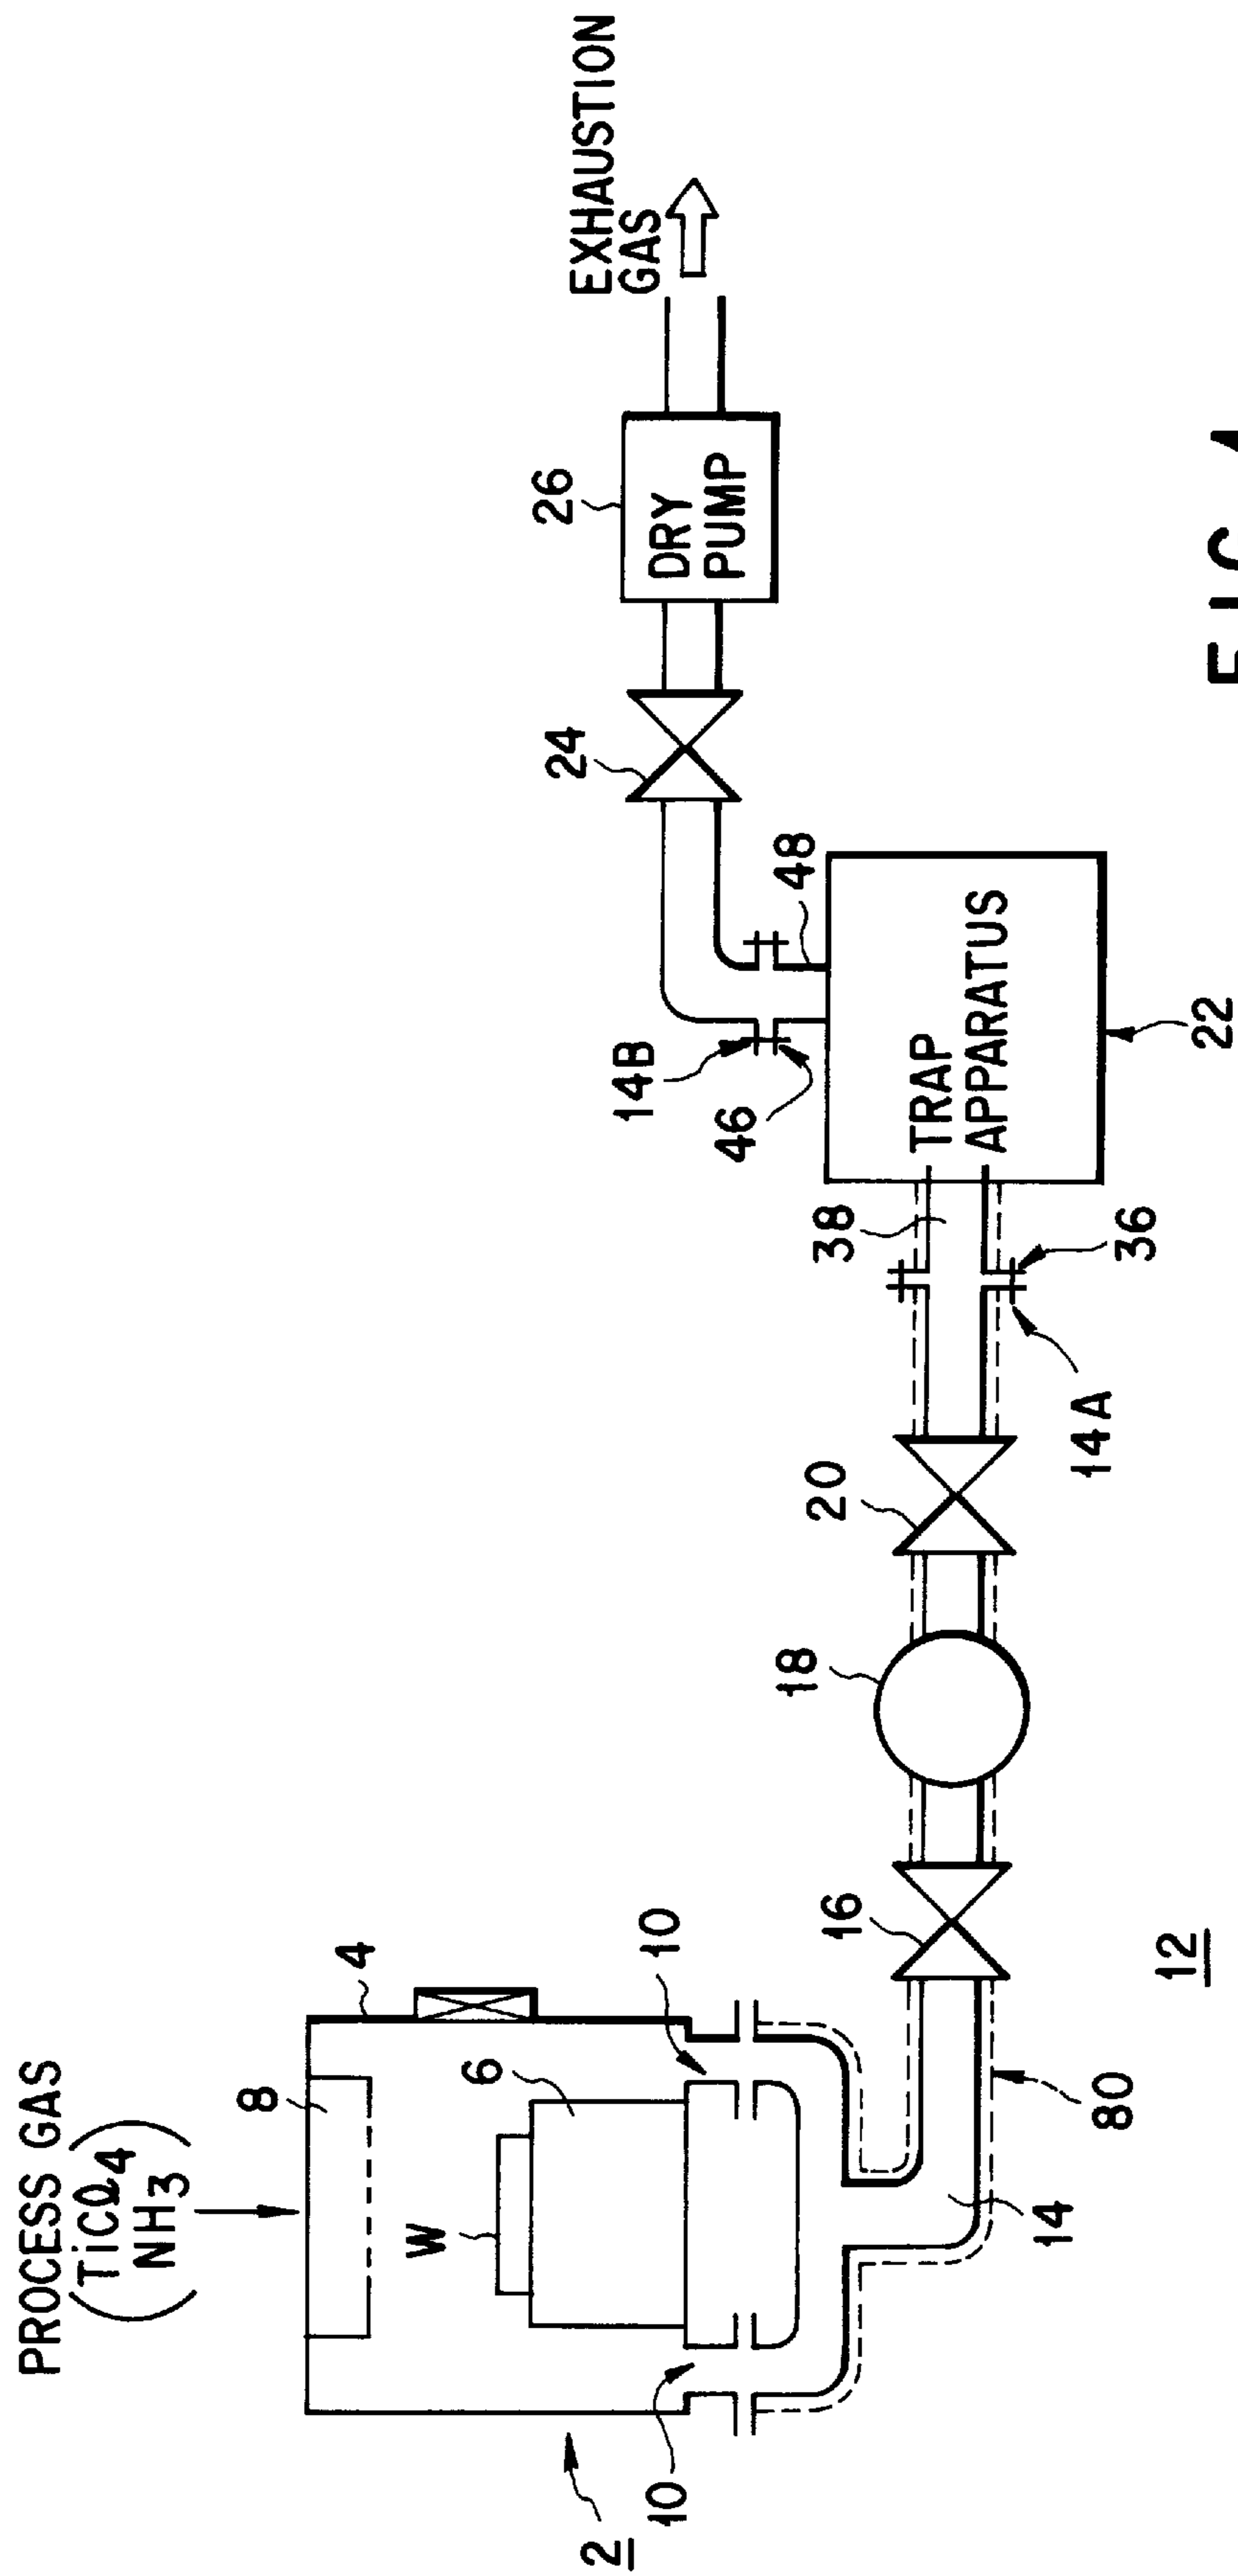 PROCESS GAS
(TiCl4
NH3)
8
4
W
6
2
10
10
EXHAUSTION
GAS
26
DRY
PUMP
24
14B
46
48
16
18
20
38
TRAP
APPARATUS
14
80
14A
36
22
12